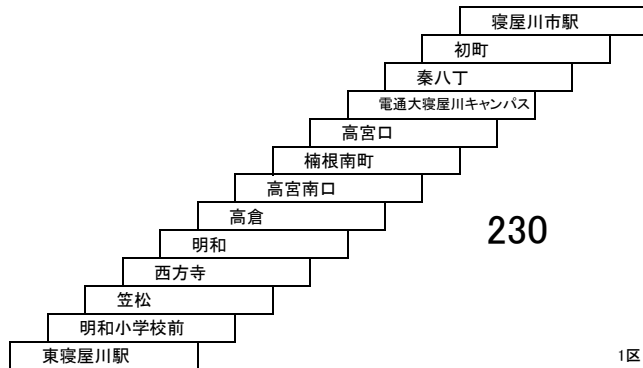 寝屋川市駅
初町
秦八丁
電通大寝屋川キャンパス
高宮口
楠根南町
高宮南口
高倉
230
明和
西方寺
笠松
明和小学校前
東寝屋川駅
1区